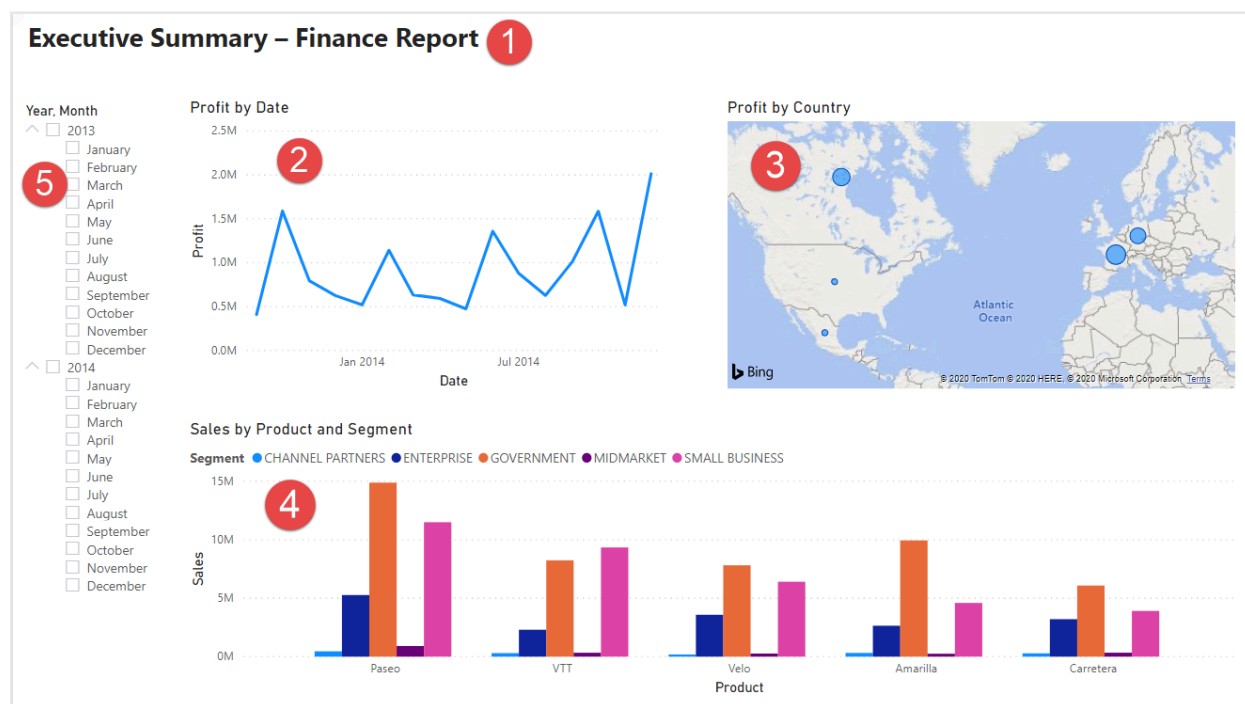 Executive Summary – Finance Report
1
Year, Month
2013
January
February
March
April
May
June
July
August
September
October
November
December
2014
January
February
March
April
May
June
July
August
September
October
November
December
5
Profit by Date
2
2.5M
2.0M
1.5M
1.0M
0.5M
0.0M
Profit
Jan 2014 Jul 2014
Date
Profit by Country
3
Atlantic
Ocean
Bing
© 2020 TomTom © 2020 HERE, © 2020 Microsoft Corporation Terms
Sales by Product and Segment
Segment CHANNEL PARTNERS ENTERPRISE GOVERNMENT MIDMARKET SMALL BUSINESS
4
15M
10M
5M
0M
Sales
Paseo VTT Velo Amarilla Carretera
Product